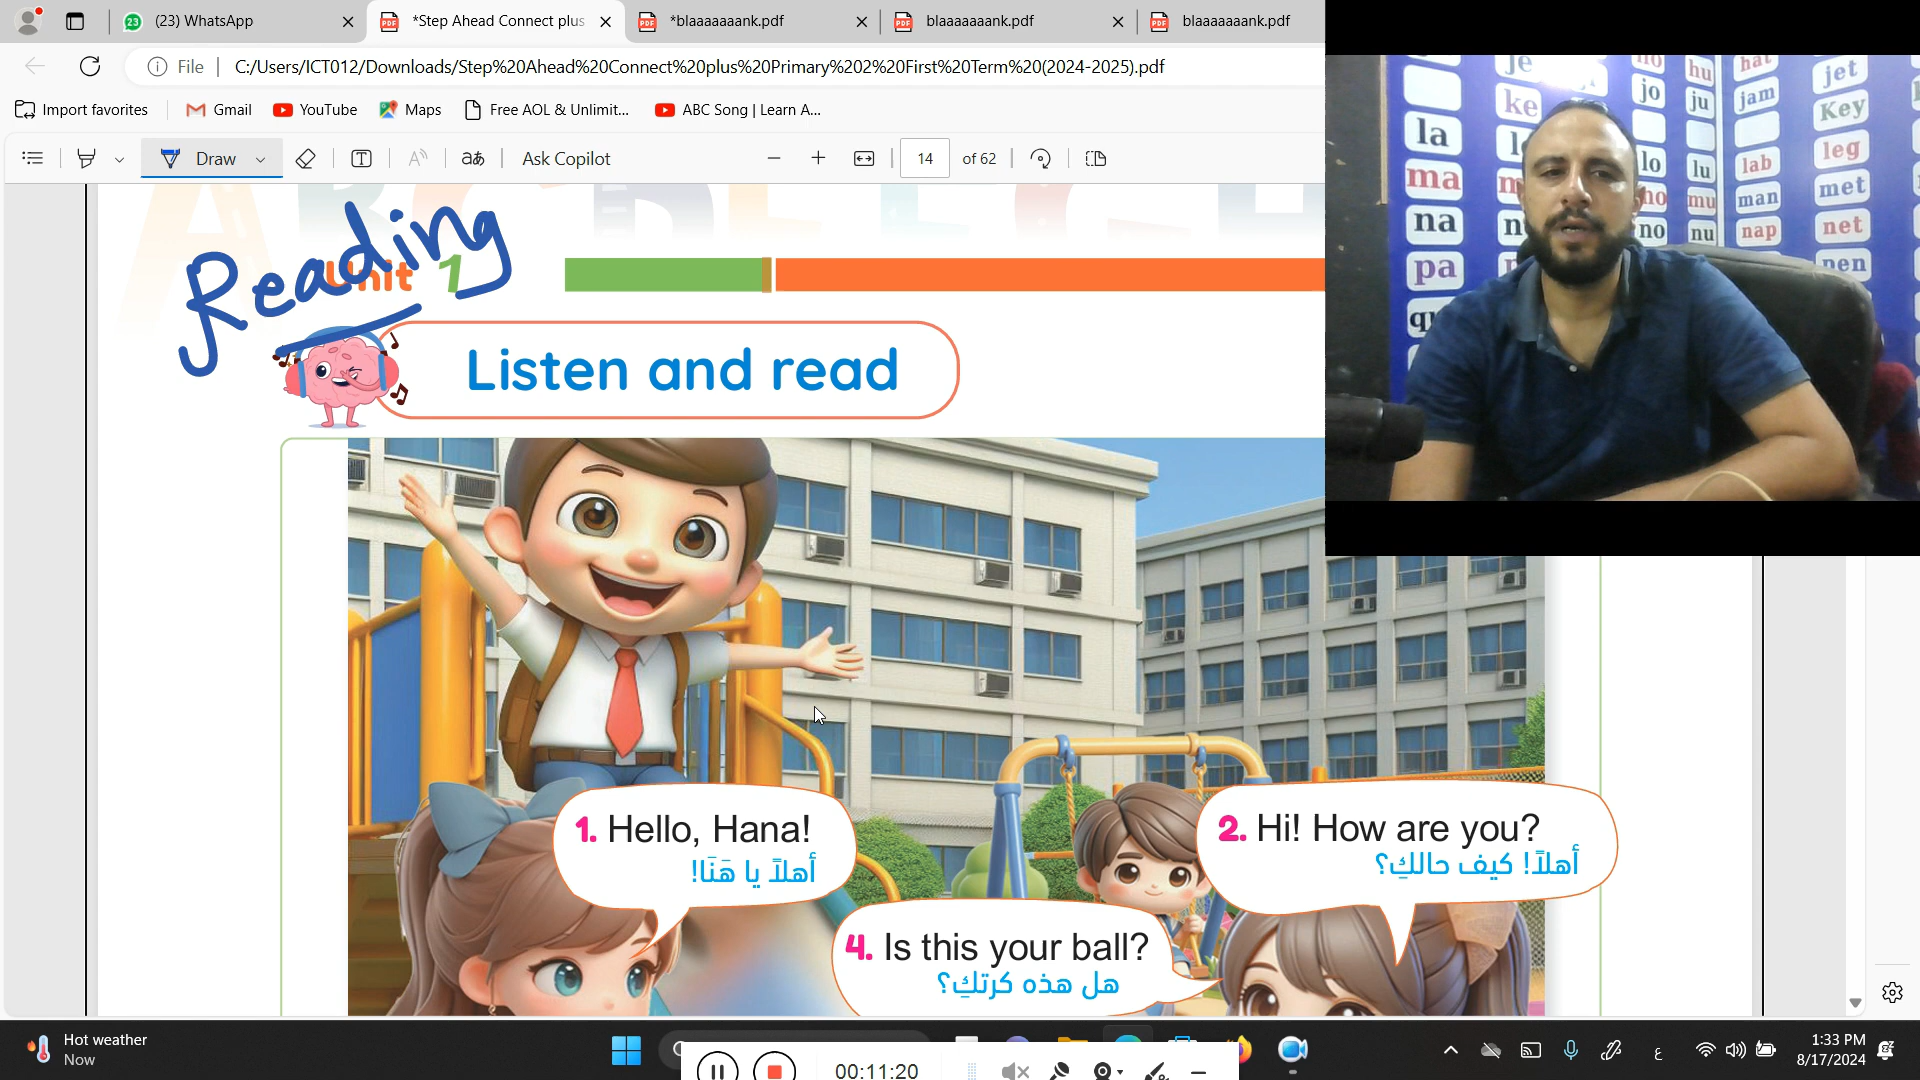 (23) WhatsApp
*Step Ahead Connect plus
*blaaaaaaank.pdf
blaaaaaaank.pdf
blaaaaaaank.pdf
File
C:/Users/ICT012/Downloads/Step%20Ahead%20Connect%20plus%20Primary%202%20First%20Term%20(2024-2025).pdf
Import favorites
Gmail
YouTube
Maps
Free AOL & Unlimit...
ABC Song | Learn A...
Draw
Ask Copilot
14 of 62
Reading
Unit 1
Listen and read
1. Hello, Hana!
أهلاً يا هَنَا!
2. Hi! How are you?
أهلاً! كيف حالكِ؟
4. Is this your ball?
هل هذه كرتكِ؟
je hu hat jet
ke jo ju jam Key
la lo lu lab leg
ma mu man met
na no nu nap net
pa pen
Hot weather
Now
00:11:20
1:33 PM
8/17/2024